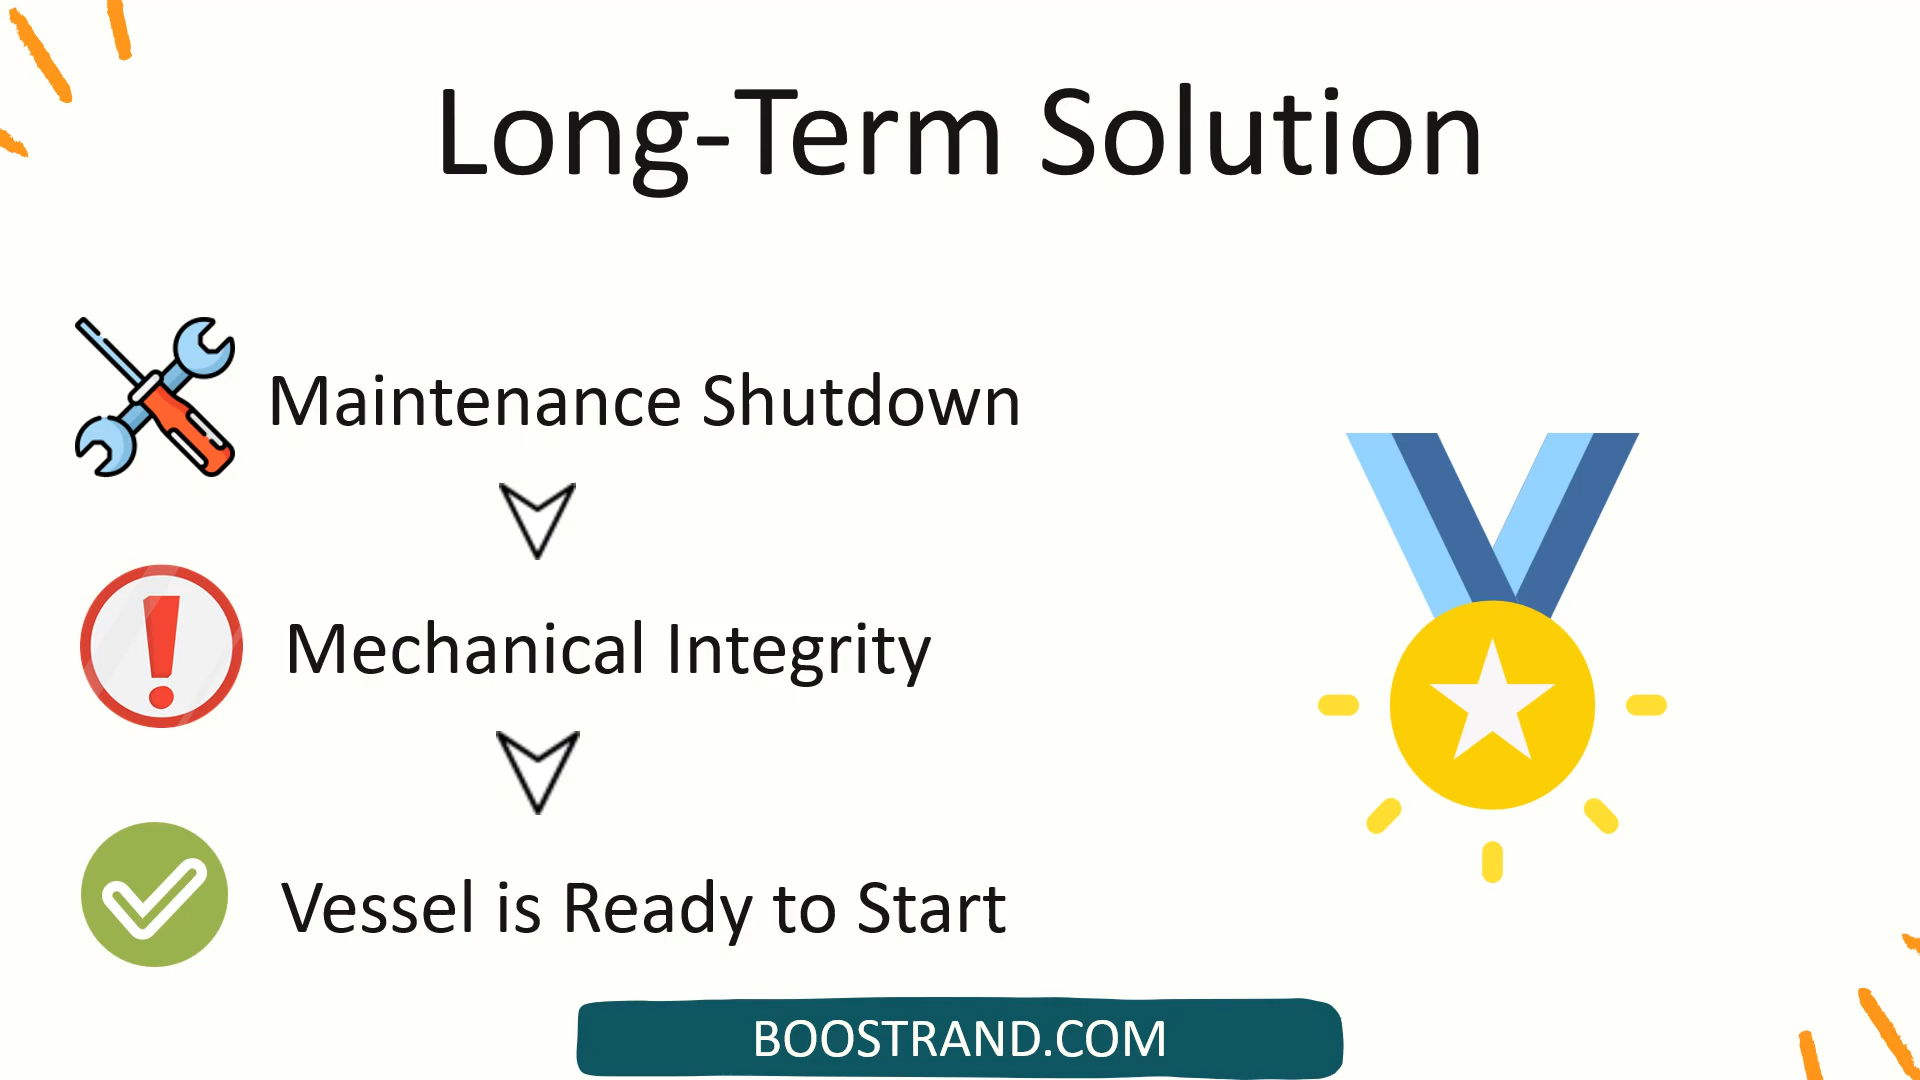 Long-Term Solution
Maintenance Shutdown
Mechanical Integrity
Vessel is Ready to Start
BOOSTRAND.COM